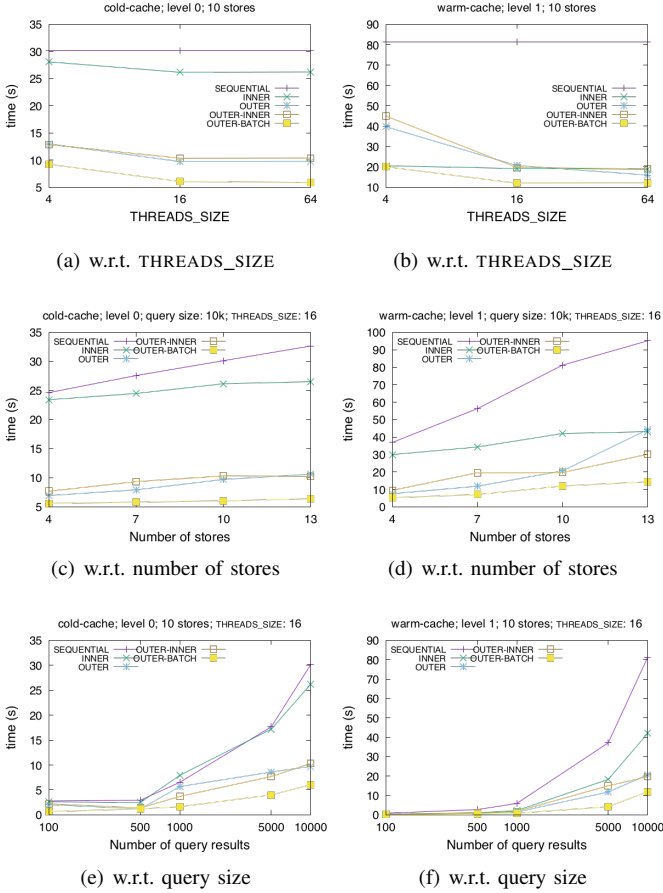 cold-cache; level 0; 10 stores
35
30
25
20
15
10
5
4
16
64
time (s)
THREADS_SIZE
SEQUENTIAL
INNER
OUTER
OUTER-INNER
OUTER-BATCH
(a) w.r.t. THREADS_SIZE
warm-cache; level 1; 10 stores
90
80
70
60
50
40
30
20
10
4
16
64
time (s)
THREADS_SIZE
SEQUENTIAL
INNER
OUTER
OUTER-INNER
OUTER-BATCH
(b) w.r.t. THREADS_SIZE
cold-cache; level 0; query size: 10k; THREADS_SIZE: 16
35
30
25
20
15
10
5
4
7
10
13
time (s)
Number of stores
SEQUENTIAL
INNER
OUTER
OUTER-INNER
OUTER-BATCH
(c) w.r.t. number of stores
warm-cache; level 1; query size: 10k; THREADS_SIZE: 16
100
90
80
70
60
50
40
30
20
10
0
4
7
10
13
time (s)
Number of stores
SEQUENTIAL
INNER
OUTER
OUTER-INNER
OUTER-BATCH
(d) w.r.t. number of stores
cold-cache; level 0; 10 stores; THREADS_SIZE: 16
35
30
25
20
15
10
5
0
100
500
1000
5000
10000
time (s)
Number of query results
SEQUENTIAL
INNER
OUTER
OUTER-INNER
OUTER-BATCH
(e) w.r.t. query size
warm-cache; level 1; 10 stores; THREADS_SIZE: 16
90
80
70
60
50
40
30
20
10
0
100
500
1000
5000
10000
time (s)
Number of query results
SEQUENTIAL
INNER
OUTER
OUTER-INNER
OUTER-BATCH
(f) w.r.t. query size